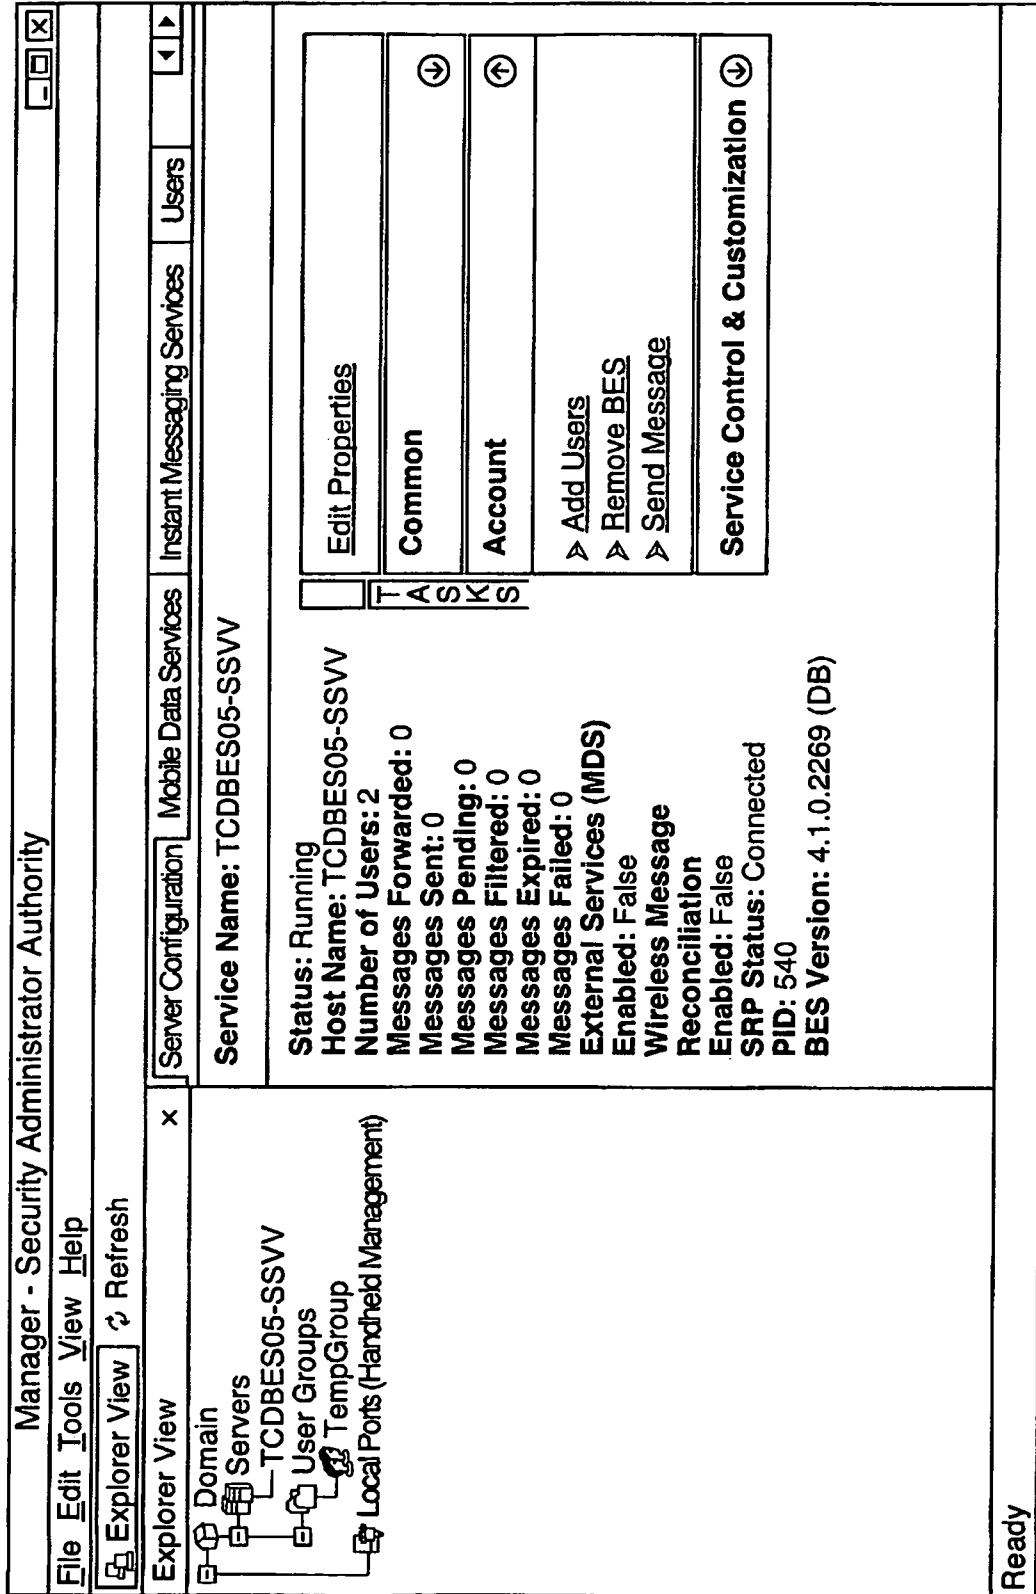 Manager - Security Administrator Authority
File Edit Tools View Help
Explorer View Refresh
Explorer View x
Domain
Servers
TCDBES05-SSVV
User Groups
TempGroup
Local Ports (Handheld Management)
Server Configuration Mobile Data Services Instant Messaging Services Users
Service Name: TCDBES05-SSVV
Status: Running
Host Name: TCDBES05-SSVV
Number of Users: 2
Messages Forwarded: 0
Messages Sent: 0
Messages Pending: 0
Messages Filtered: 0
Messages Expired: 0
Messages Failed: 0
External Services (MDS)
Enabled: False
Wireless Message
Reconciliation
Enabled: False
SRP Status: Connected
PID: 540
BES Version: 4.1.0.2269 (DB)
TASKS
Edit Properties
Common
Account
Add Users
Remove BES
Send Message
Service Control & Customization
Ready